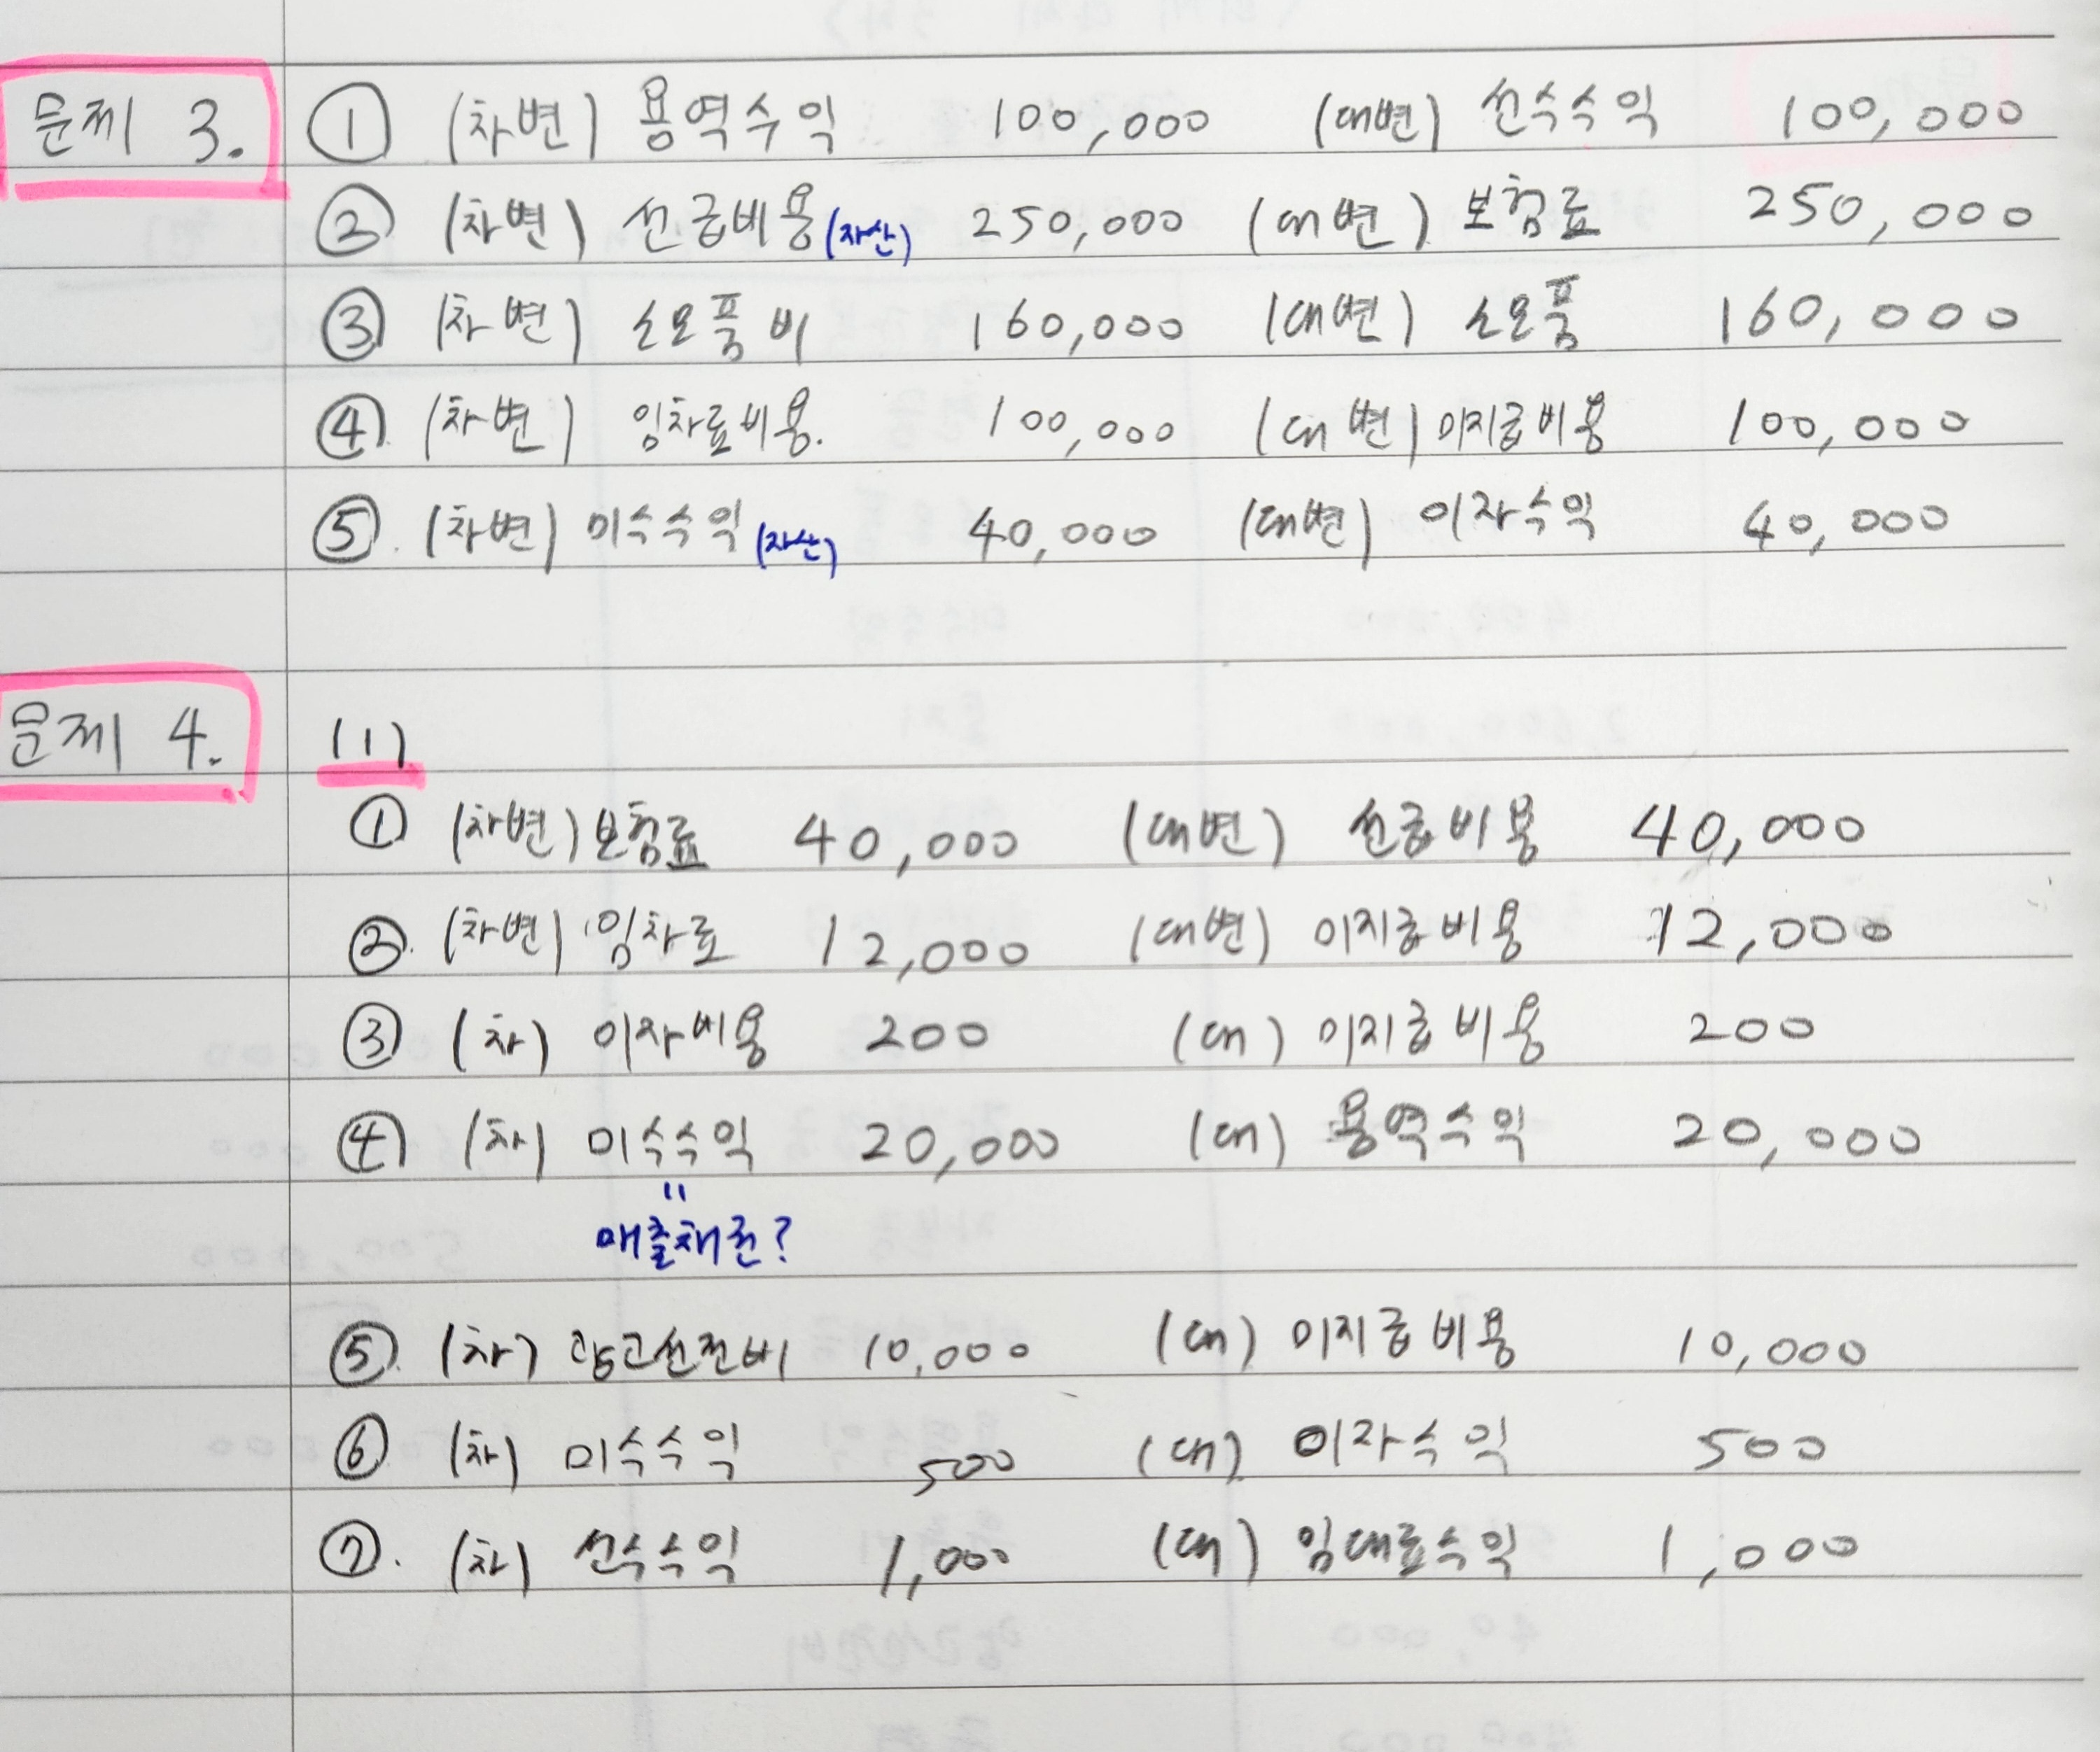 문제 3. ① (차변) 용역수익 100,000 (대변) 선수수익 100,000
② (차변) 선급비용 (자산) 250,000 (대변) 보험료 250,000
③ (차변) 소모품비 160,000 (대변) 소모품 160,000
④ (차변) 임차료비용. 100,000 (대변) 미지급비용 100,000
⑤. (차변) 미수수익 (자산) 40,000 (대변) 이자수익 40,000
문제 4. (1)
① (차변) 보험료 40,000 (대변) 선급비용 40,000
②. (차변) 임차료 12,000 (대변) 미지급비용 12,000
③ (차) 이자비용 200 (대) 미지급비용 200
④ (차) 미수수익 20,000 (대) 용역수익 20,000
"
매출채권?
⑤. (차) 광고선전비 10,000 (대) 미지급비용 10,000
⑥ (차) 미수수익 500 (대) 이자수익 500
⑦. (차) 선수수익 1,000 (대) 임대료수익 1,000